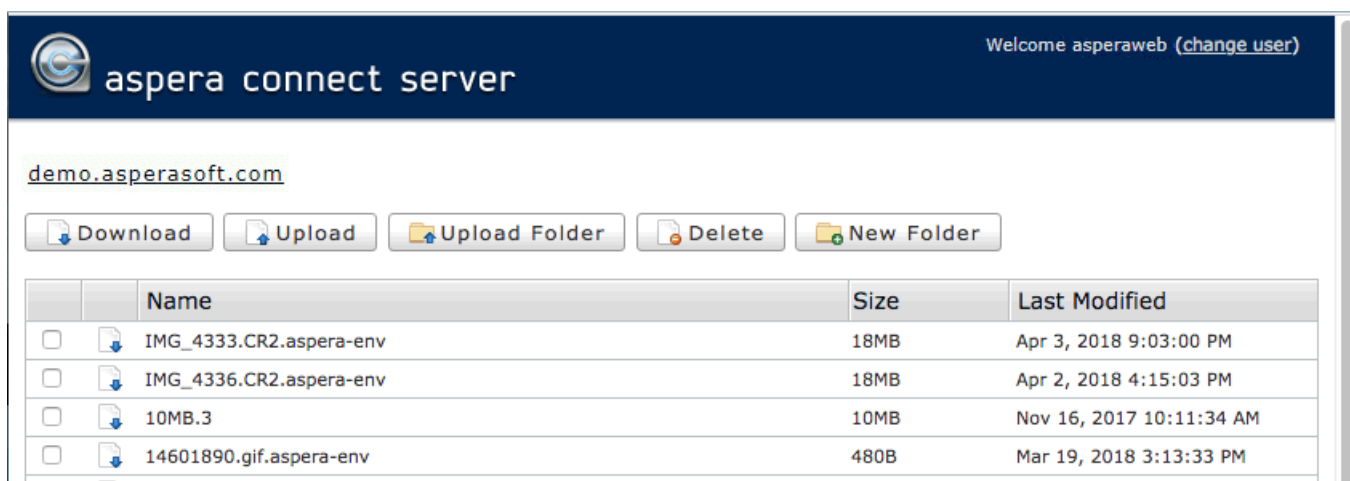 Welcome asperaweb (change user)
aspera connect server
demo.asperasoft.com
Download Upload Upload Folder Delete New Folder
Name Size Last Modified
IMG_4333.CR2.aspera-env 18MB Apr 3, 2018 9:03:00 PM
IMG_4336.CR2.aspera-env 18MB Apr 2, 2018 4:15:03 PM
10MB.3 10MB Nov 16, 2017 10:11:34 AM
14601890.gif.aspera-env 480B Mar 19, 2018 3:13:33 PM